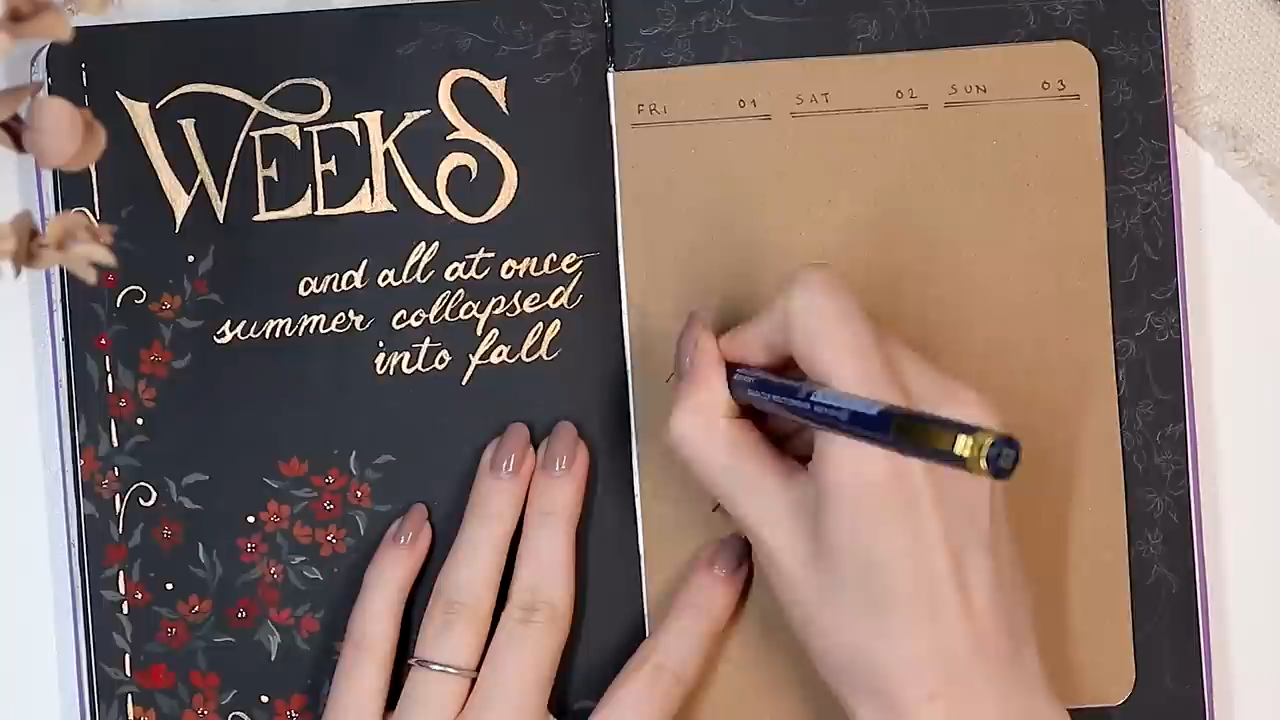 WEEKS
and all at once
summer collapsed
into fall
FRI 01 SAT 02 SUN 03